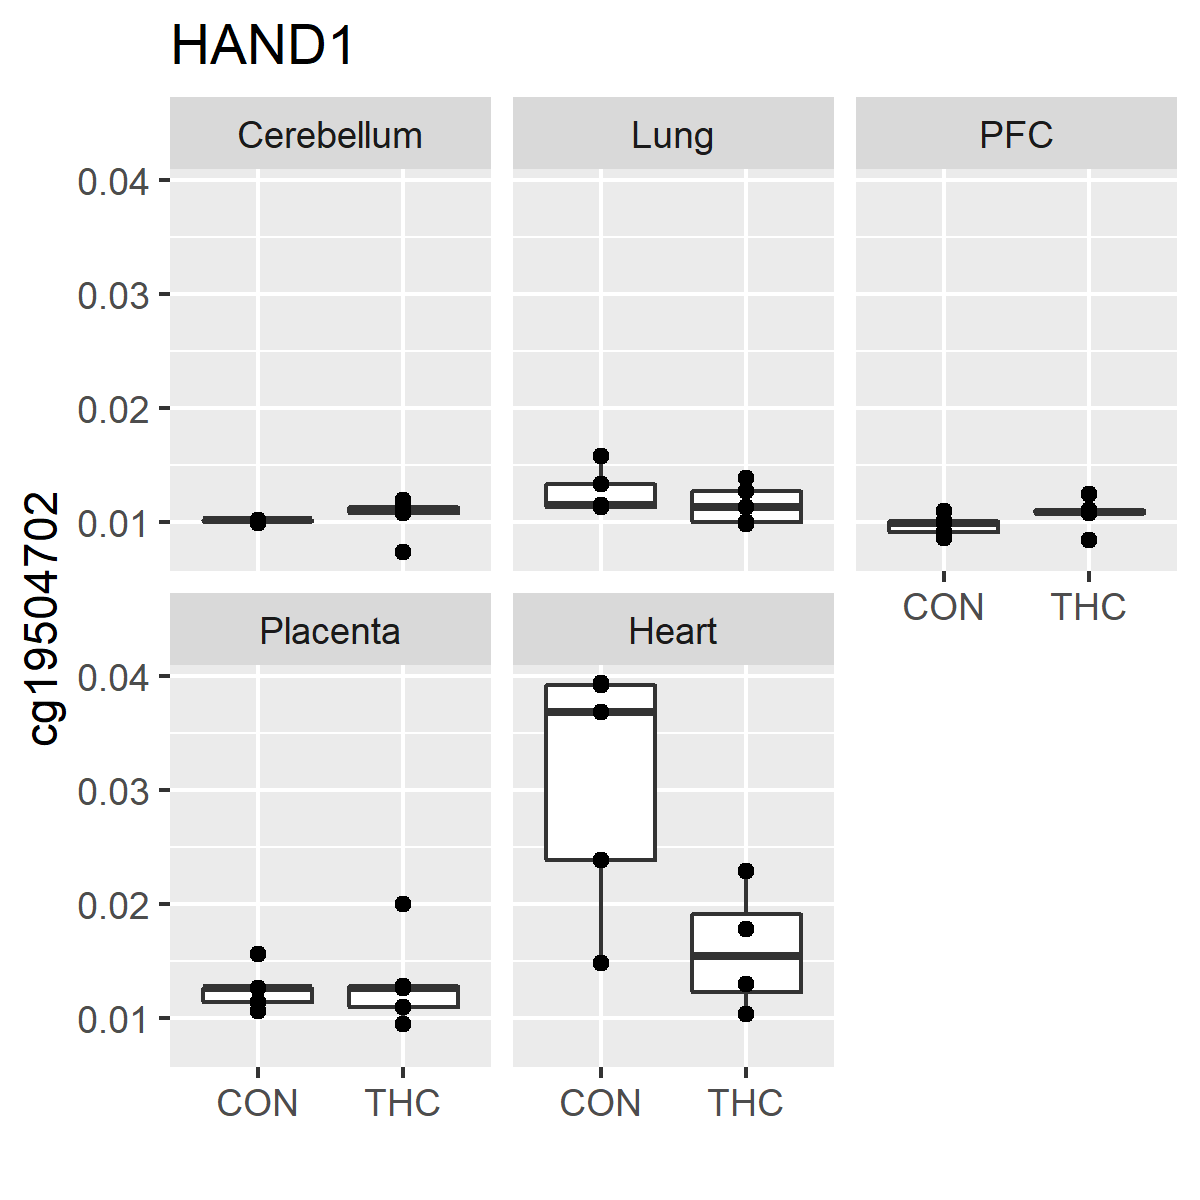 HAND1
Cerebellum
Lung
PFC
0.04
0.03
0.02
0.01
CON
THC
Placenta
Heart
0.04
0.03
0.02
0.01
CON
THC
CON
THC
cg19504702